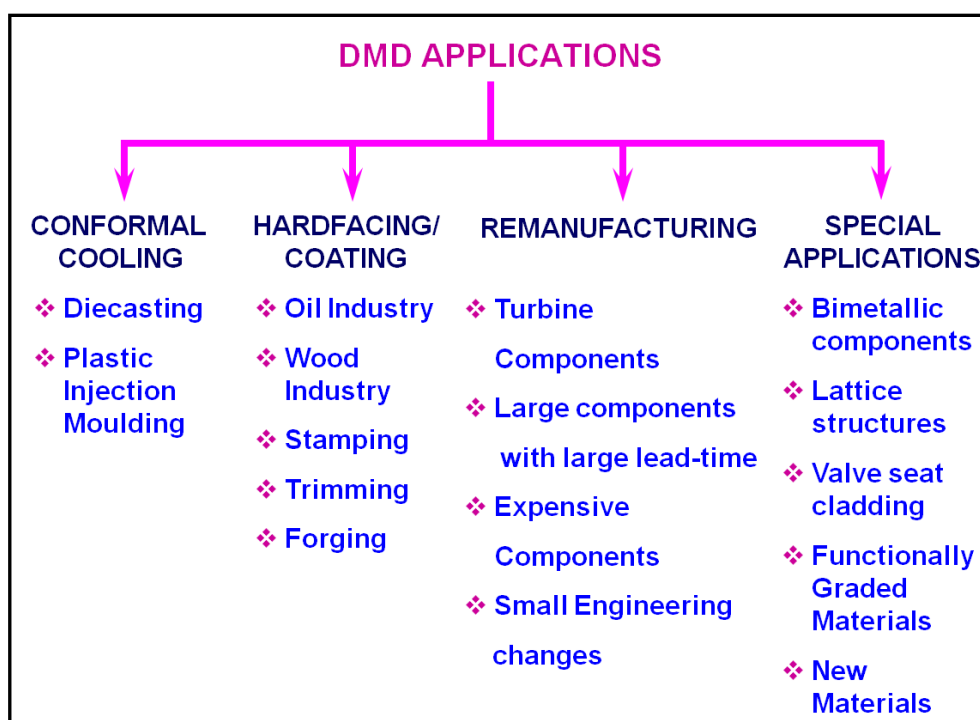 DMD APPLICATIONS
CONFORMAL
COOLING
❖ Diecasting
❖ Plastic
Injection
Moulding
HARDFACING/
COATING
❖ Oil Industry
❖ Wood
Industry
❖ Stamping
❖ Trimming
❖ Forging
REMANUFACTURING
❖ Turbine
Components
❖ Large components
with large lead-time
❖ Expensive
Components
❖ Small Engineering
changes
SPECIAL
APPLICATIONS
❖ Bimetallic
components
❖ Lattice
structures
❖ Valve seat
cladding
❖ Functionally
Graded
Materials
❖ New
Materials